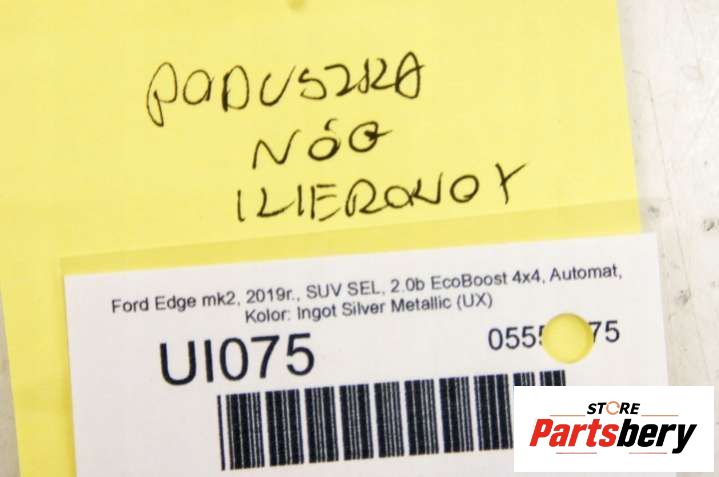 PODUSZKA
NÓG
KIEROWCY
Ford Edge mk2, 2019r., SUV SEL, 2.0b EcoBoost 4x4, Automat,
Kolor: Ingot Silver Metallic (UX)
UI075
STORE
Partsbery